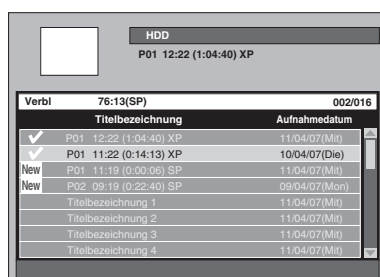 HDD
P01 12:22 (1:04:40) XP
Verbl 76:13(SP) 002/016
Titelbezeichnung Aufnahmedatum
P01 12:22 (1:04:40) XP 11/04/07(Mit)
P01 11:22 (0:14:13) XP 10/04/07(Die)
New P01 11:19 (0:00:06) SP 11/04/07(Mit)
New P02 09:19 (0:22:40) SP 09/04/07(Mon)
Titelbezeichnung 1 11/04/07(Mit)
Titelbezeichnung 2 11/04/07(Mit)
Titelbezeichnung 3 11/04/07(Mit)
Titelbezeichnung 4 11/04/07(Mit)